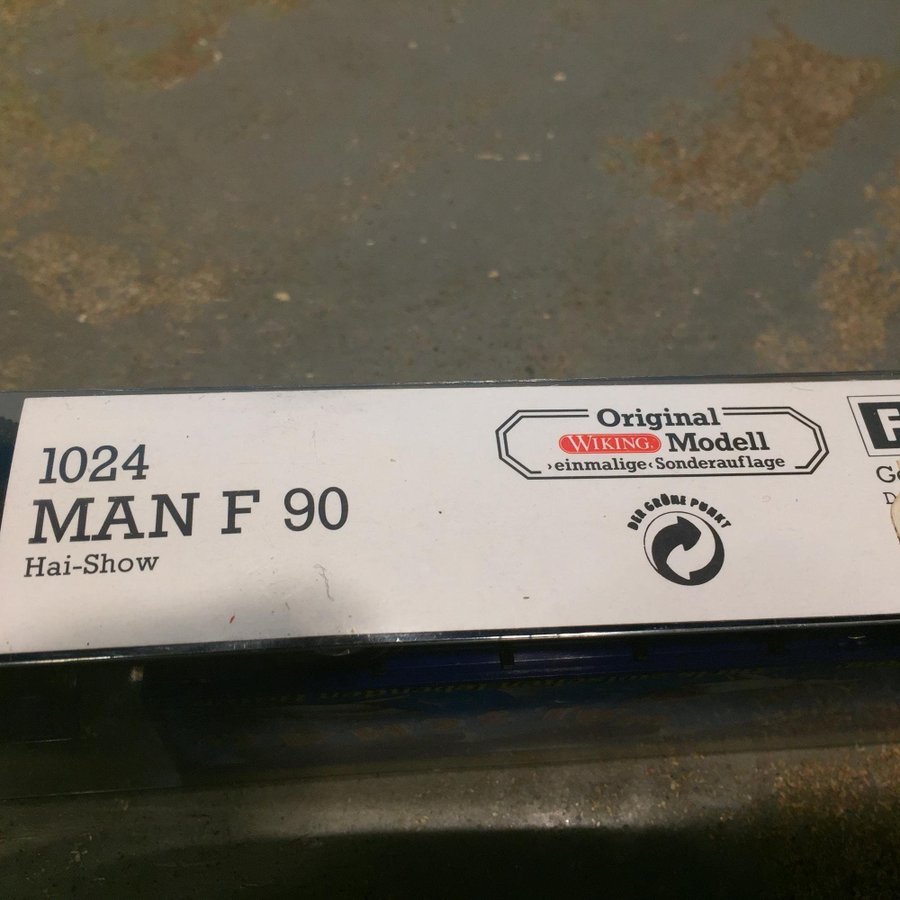 1024
MAN F 90
Hai-Show
Original
WIKING. Modell
›einmalige‹ Sonderauflage
DER GRÜNE PUNKT